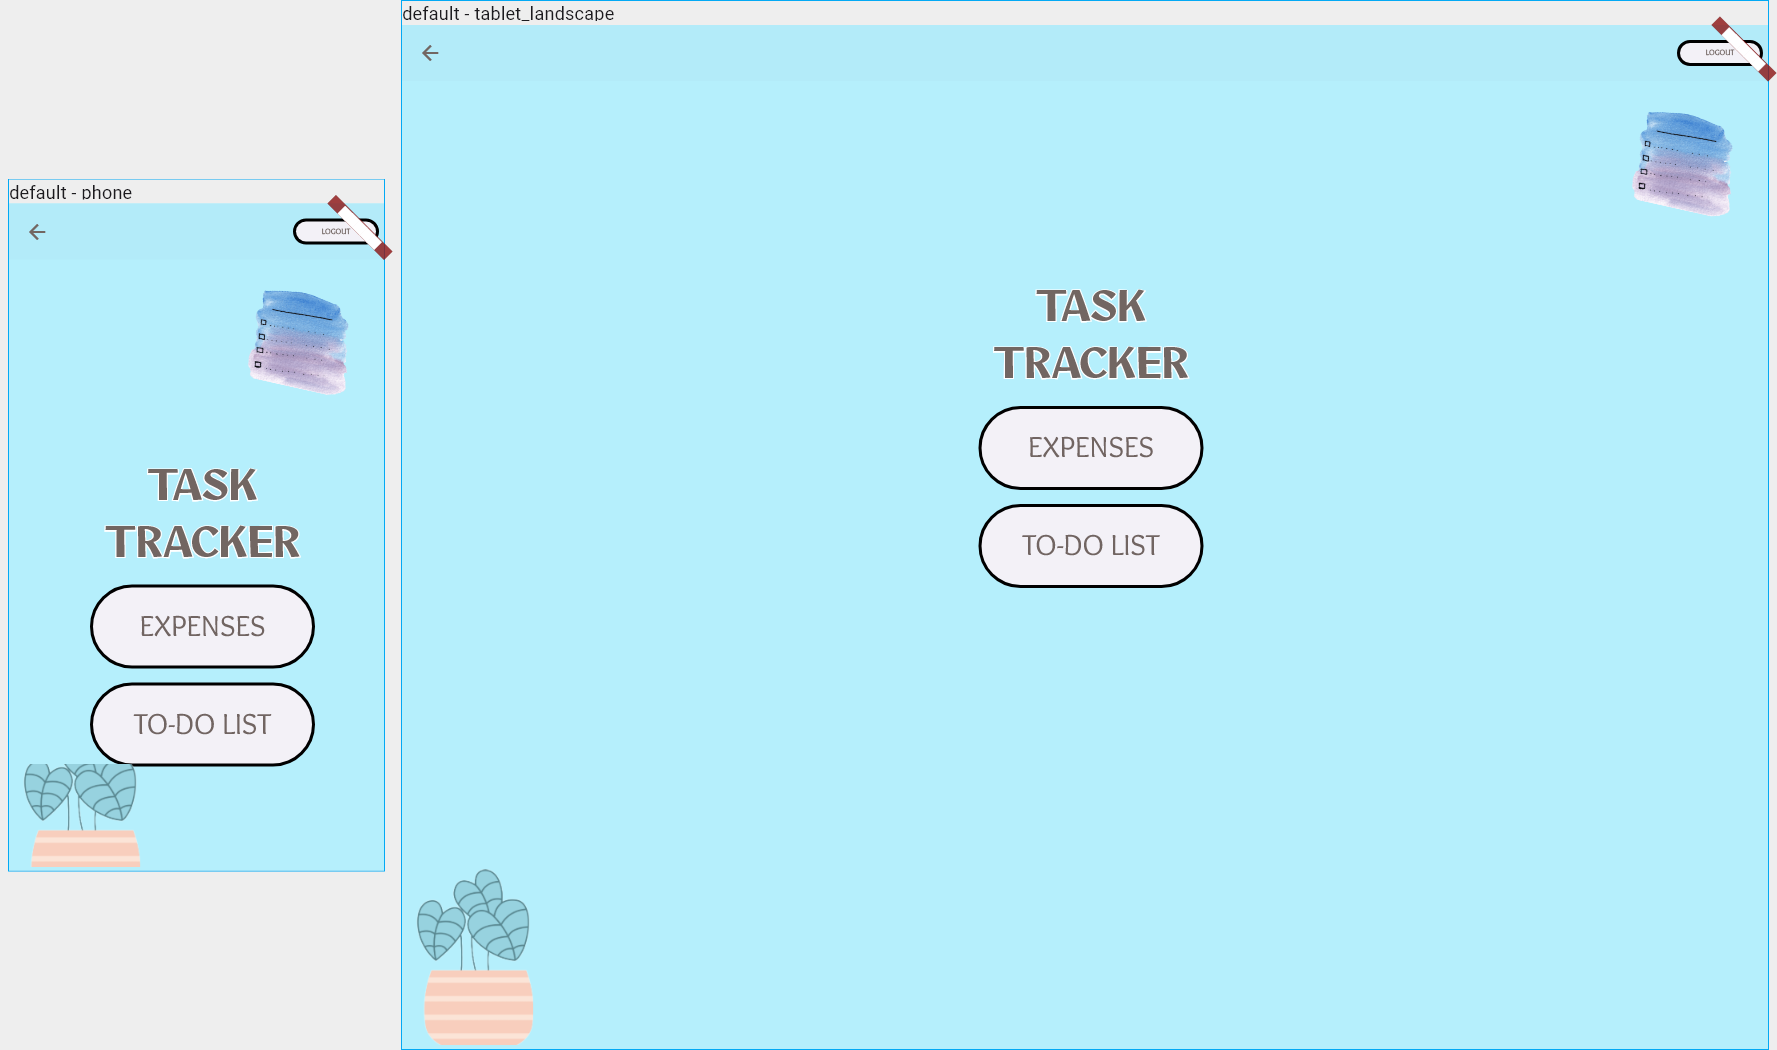 default - phone
LOGOUT
TASK
TRACKER
EXPENSES
TO-DO LIST
default - tablet_landscape
LOGOUT
TASK
TRACKER
EXPENSES
TO-DO LIST